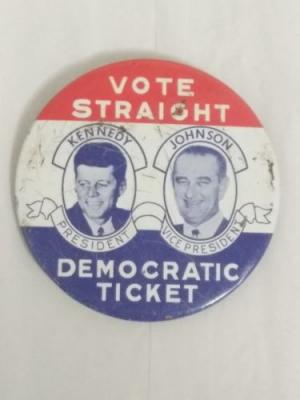 VOTE
STRAIGHT
KENNEDY
PRESIDENT
JOHNSON
VICE PRESIDENT
DEMOCRATIC
TICKET